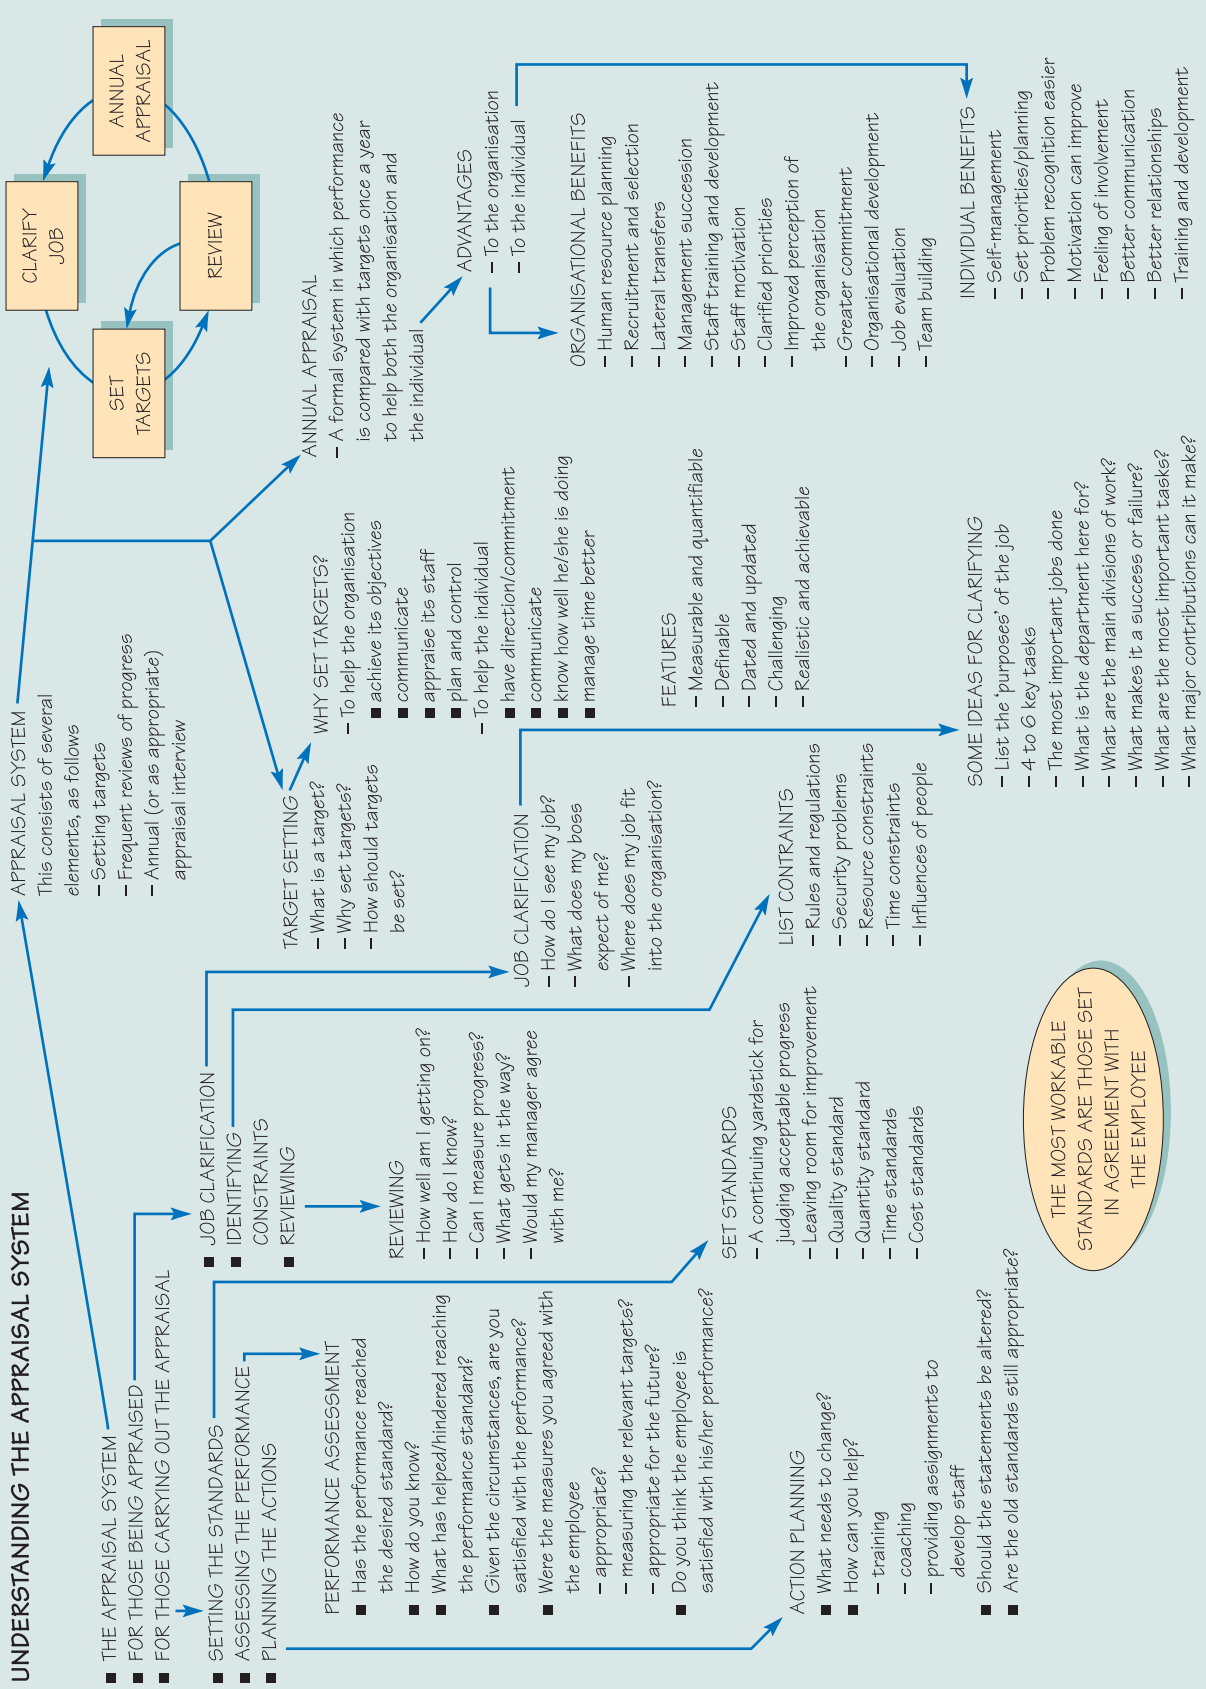 UNDERSTANDING THE APPRAISAL SYSTEM
■ THE APPRAISAL SYSTEM
■ FOR THOSE BEING APPRAISED
■ FOR THOSE CARRYING OUT THE APPRAISAL
■ SETTING THE STANDARDS
■ ASSESSING THE PERFORMANCE
■ PLANNING THE ACTIONS
PERFORMANCE ASSESSMENT
■ Has the performance reached
the desired standard?
■ How do you know?
■ What has helped/hindered reaching
the performance standard?
■ Given the circumstances, are you
satisfied with the performance?
■ Were the measures you agreed with
the employee
– appropriate?
– measuring the relevant targets?
– appropriate for the future?
■ Do you think the employee is
satisfied with his/her performance?
ACTION PLANNING
■ What needs to change?
■ How can you help?
– training
– coaching
– providing assignments to
develop staff
■ Should the statements be altered?
■ Are the old standards still appropriate?
■ JOB CLARIFICATION
■ IDENTIFYING
CONSTRAINTS
■ REVIEWING
REVIEWING
– How well am I getting on?
– How do I know?
– Can I measure progress?
– What gets in the way?
– Would my manager agree
with me?
SET STANDARDS
– A continuing yardstick for
judging acceptable progress
– Leaving room for improvement
– Quality standard
– Quantity standard
– Time standards
– Cost standards
THE MOST WORKABLE
STANDARDS ARE THOSE SET
IN AGREEMENT WITH
THE EMPLOYEE
APPRAISAL SYSTEM
This consists of several
elements, as follows
– Setting targets
– Frequent reviews of progress
– Annual (or as appropriate)
appraisal interview
TARGET SETTING
– What is a target?
– Why set targets?
– How should targets
be set?
JOB CLARIFICATION
– How do I see my job?
– What does my boss
expect of me?
– Where does my job fit
into the organisation?
LIST CONTRAINTS
– Rules and regulations
– Security problems
– Resource constraints
– Time constraints
– Influences of people
WHY SET TARGETS?
– To help the organisation
■ achieve its objectives
■ communicate
■ appraise its staff
■ plan and control
– To help the individual
■ have direction/commitment
■ communicate
■ know how well he/she is doing
■ manage time better
FEATURES
– Measurable and quantifiable
– Definable
– Dated and updated
– Challenging
– Realistic and achievable
SOME IDEAS FOR CLARIFYING
– List the 'purposes' of the job
– 4 to 6 key tasks
– The most important jobs done
– What is the department here for?
– What are the main divisions of work?
– What makes it a success or failure?
– What are the most important tasks?
– What major contributions can it make?
CLARIFY
JOB
SET
TARGETS
ANNUAL
APPRAISAL
REVIEW
ANNUAL APPRAISAL
– A formal system in which performance
is compared with targets once a year
to help both the organisation and
the individual
ADVANTAGES
– To the organisation
– To the individual
ORGANISATIONAL BENEFITS
– Human resource planning
– Recruitment and selection
– Lateral transfers
– Management succession
– Staff training and development
– Staff motivation
– Clarified priorities
– Improved perception of
the organisation
– Greater commitment
– Organisational development
– Job evaluation
– Team building
INDIVIDUAL BENEFITS
– Self-management
– Set priorities/planning
– Problem recognition easier
– Motivation can improve
– Feeling of involvement
– Better communication
– Better relationships
– Training and development